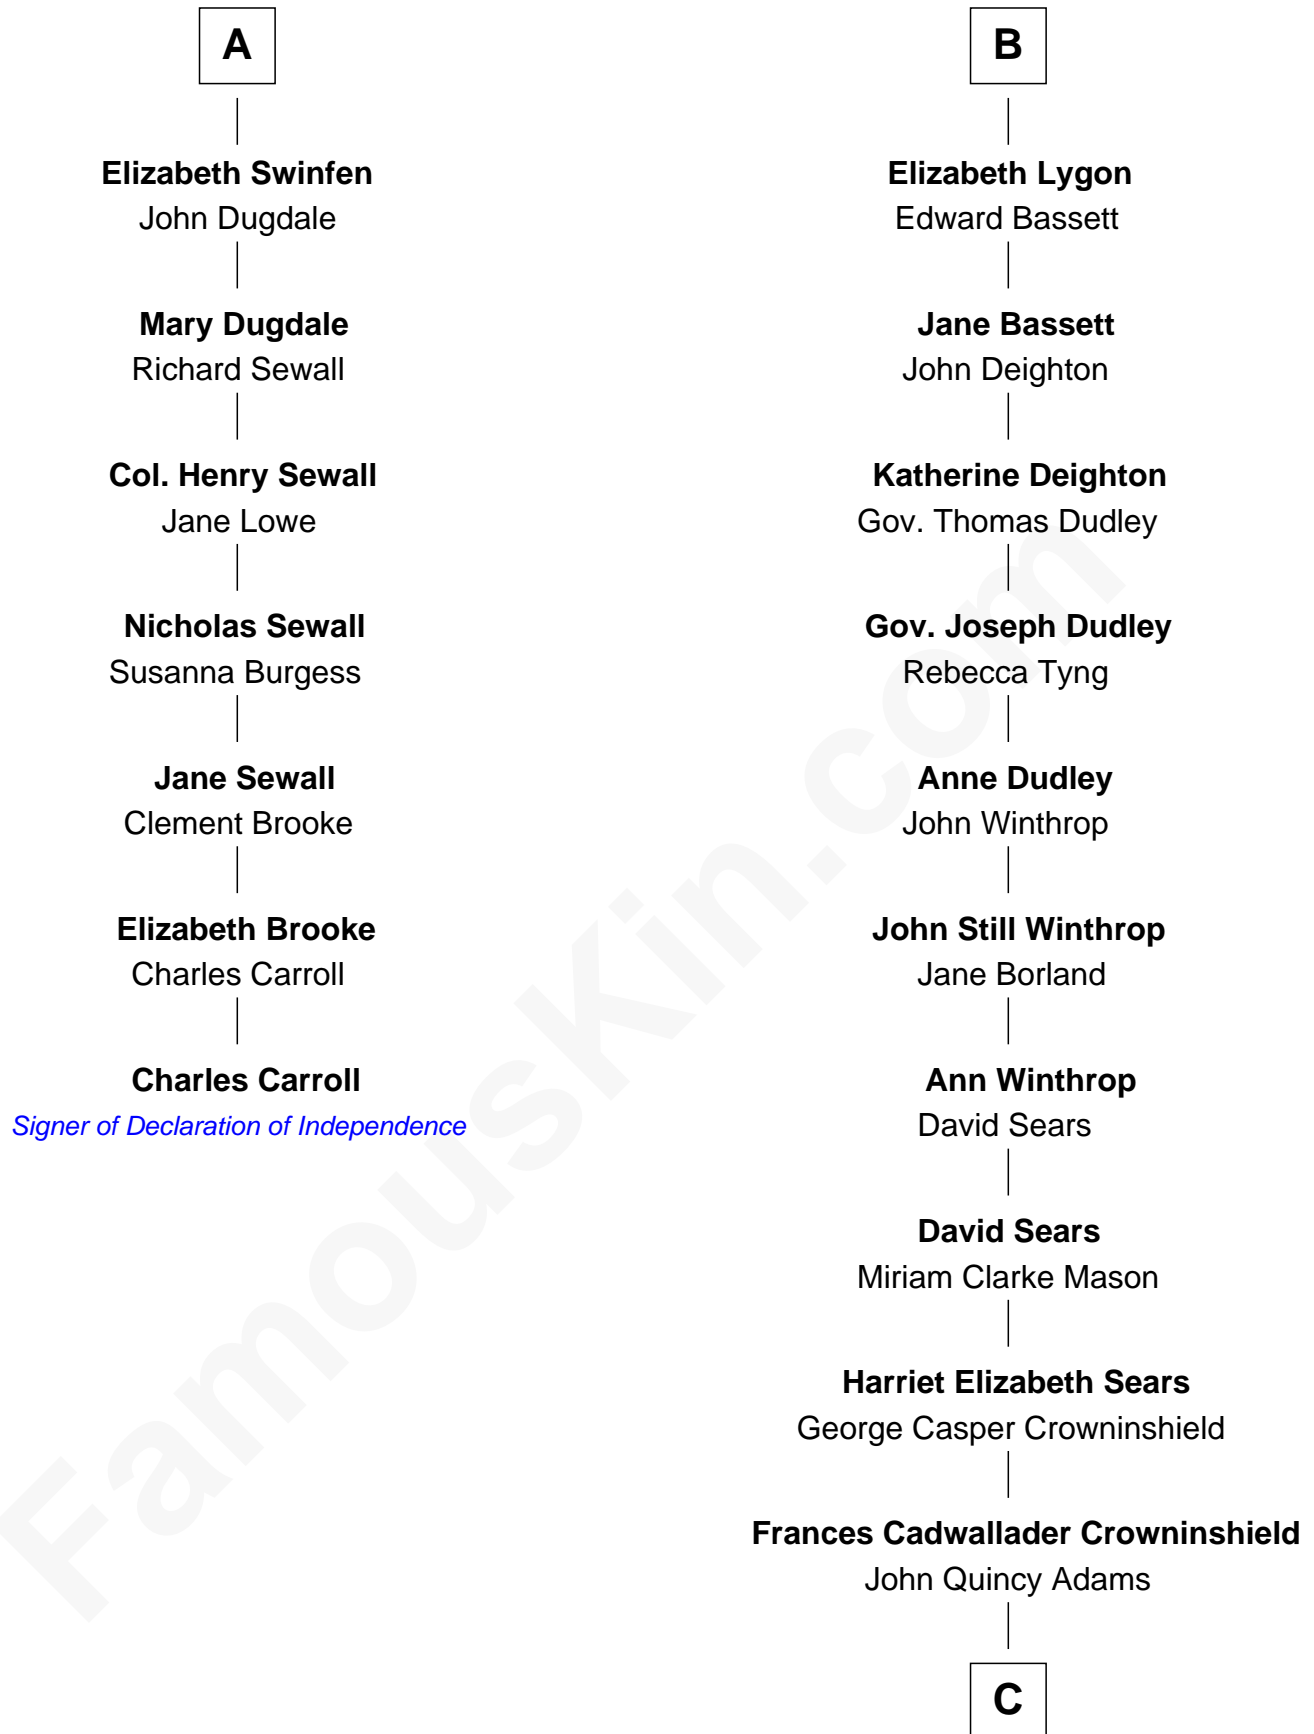 A
Elizabeth Swinfen
John Dugdale
Mary Dugdale
Richard Sewall
Col. Henry Sewall
Jane Lowe
Nicholas Sewall
Susanna Burgess
Jane Sewall
Clement Brooke
Elizabeth Brooke
Charles Carroll
Charles Carroll
Signer of Declaration of Independence
B
Elizabeth Lygon
Edward Bassett
Jane Bassett
John Deighton
Katherine Deighton
Gov. Thomas Dudley
Gov. Joseph Dudley
Rebecca Tyng
Anne Dudley
John Winthrop
John Still Winthrop
Jane Borland
Ann Winthrop
David Sears
David Sears
Miriam Clarke Mason
Harriet Elizabeth Sears
George Casper Crowninshield
Frances Cadwallader Crowninshield
John Quincy Adams
C
FamousKin.com